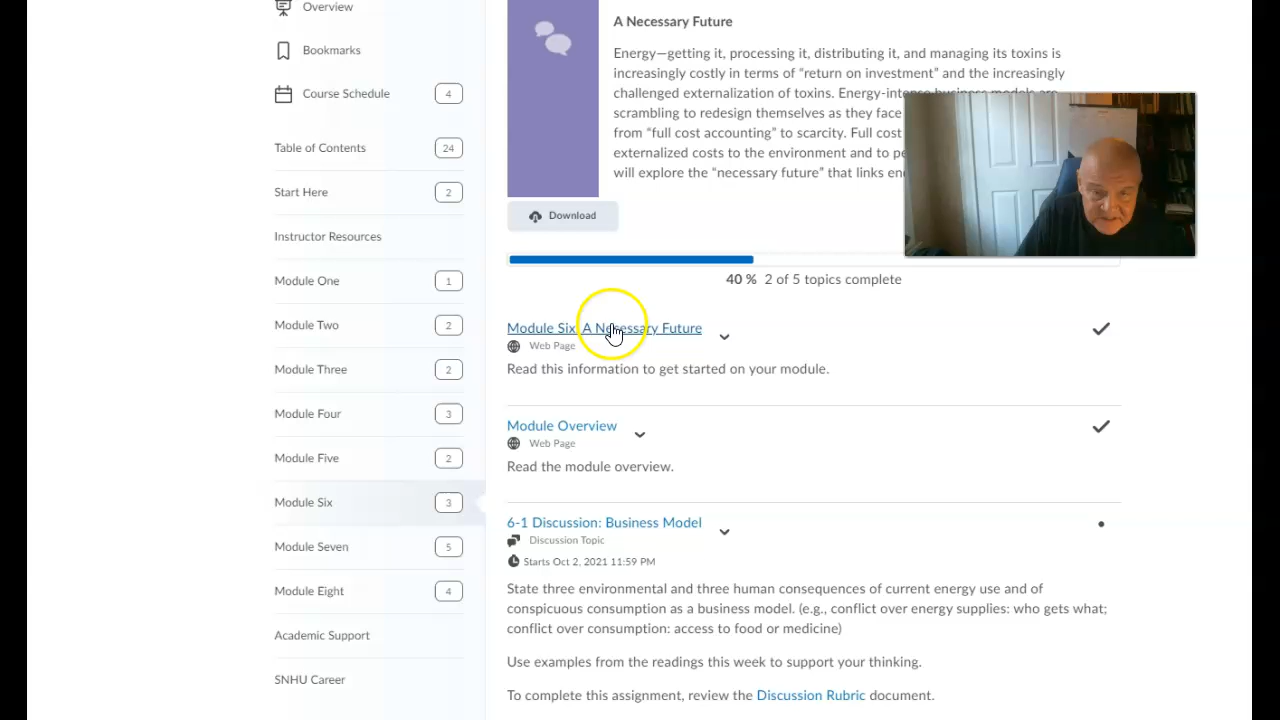 Overview
Bookmarks
Course Schedule 4
Table of Contents 24
Start Here 2
Instructor Resources
Module One 1
Module Two 2
Module Three 2
Module Four 3
Module Five 2
Module Six 3
Module Seven 5
Module Eight 4
Academic Support
SNHU Career
A Necessary Future
Energy—getting it, processing it, distributing it, and managing its toxins is
increasingly costly in terms of “return on investment” and the increasingly
challenged externalization of toxins. Energy-intense business models are
scrambling to redesign themselves as they face
from “full cost accounting” to scarcity. Full cost
externalized costs to the environment and to
will explore the “necessary future” that links
Download
40 % 2 of 5 topics complete
Module Six: A Necessary Future
Web Page
Read this information to get started on your module.
Module Overview
Web Page
Read the module overview.
6-1 Discussion: Business Model
Discussion Topic
Starts Oct 2, 2021 11:59 PM
State three environmental and three human consequences of current energy use and of
conspicuous consumption as a business model. (e.g., conflict over energy supplies: who gets what;
conflict over consumption: access to food or medicine)
Use examples from the readings this week to support your thinking.
To complete this assignment, review the Discussion Rubric document.